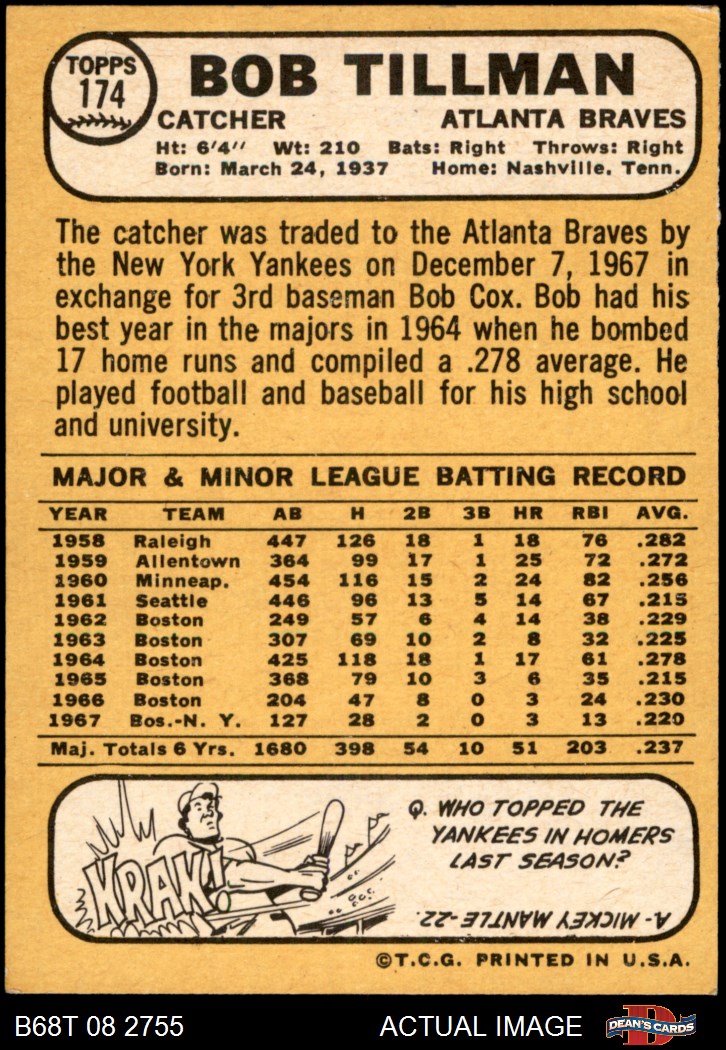 TOPPS
174
BOB TILLMAN
CATCHER ATLANTA BRAVES
Ht: 6'4" Wt: 210 Bats: Right Throws: Right
Born: March 24, 1937 Home: Nashville, Tenn.
The catcher was traded to the Atlanta Braves by
the New York Yankees on December 7, 1967 in
exchange for 3rd baseman Bob Cox. Bob had his
best year in the majors in 1964 when he bombed
17 home runs and compiled a .278 average. He
played football and baseball for his high school
and university.
MAJOR & MINOR LEAGUE BATTING RECORD
YEAR TEAM AB H 2B 3B HR RBI AVG.
1958 Raleigh 447 126 18 1 18 76 .282
1959 Allentown 364 99 17 1 25 72 .272
1960 Minneap. 454 116 15 2 24 82 .256
1961 Seattle 446 96 13 5 14 67 .215
1962 Boston 249 57 6 4 14 38 .229
1963 Boston 307 69 10 2 8 32 .225
1964 Boston 425 118 18 1 17 61 .278
1965 Boston 368 79 10 3 6 35 .215
1966 Boston 204 47 8 0 3 24 .230
1967 Bos.-N. Y. 127 28 2 0 3 13 .220
Maj. Totals 6 Yrs. 1680 398 54 10 51 203 .237
KRAK!
Q. WHO TOPPED THE
YANKEES IN HOMERS
LAST SEASON?
A- MICKEY MANTLE-22.
©T.C.G. PRINTED IN U.S.A.
B68T 08 2755 ACTUAL IMAGE
D
DEAN'S CARDS